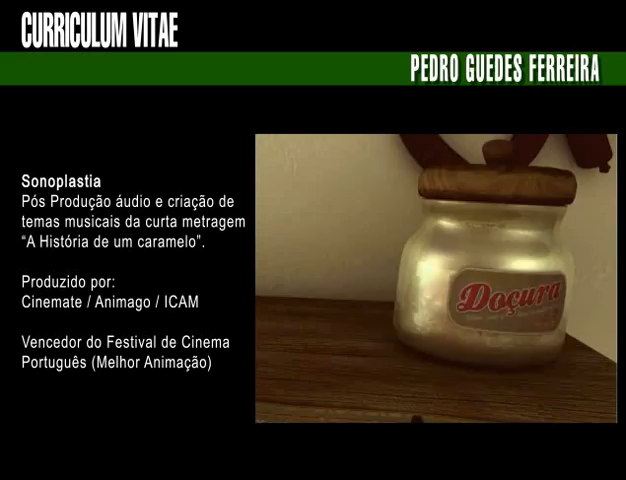 CURRICULUM VITAE
PEDRO GUEDES FERREIRA
Sonoplastia
Pós Produção áudio e criação de
temas musicais da curta metragem
“A História de um caramelo”.
Produzido por:
Cinemate / Animago / ICAM
Vencedor do Festival de Cinema
Português (Melhor Animação)
Doçura